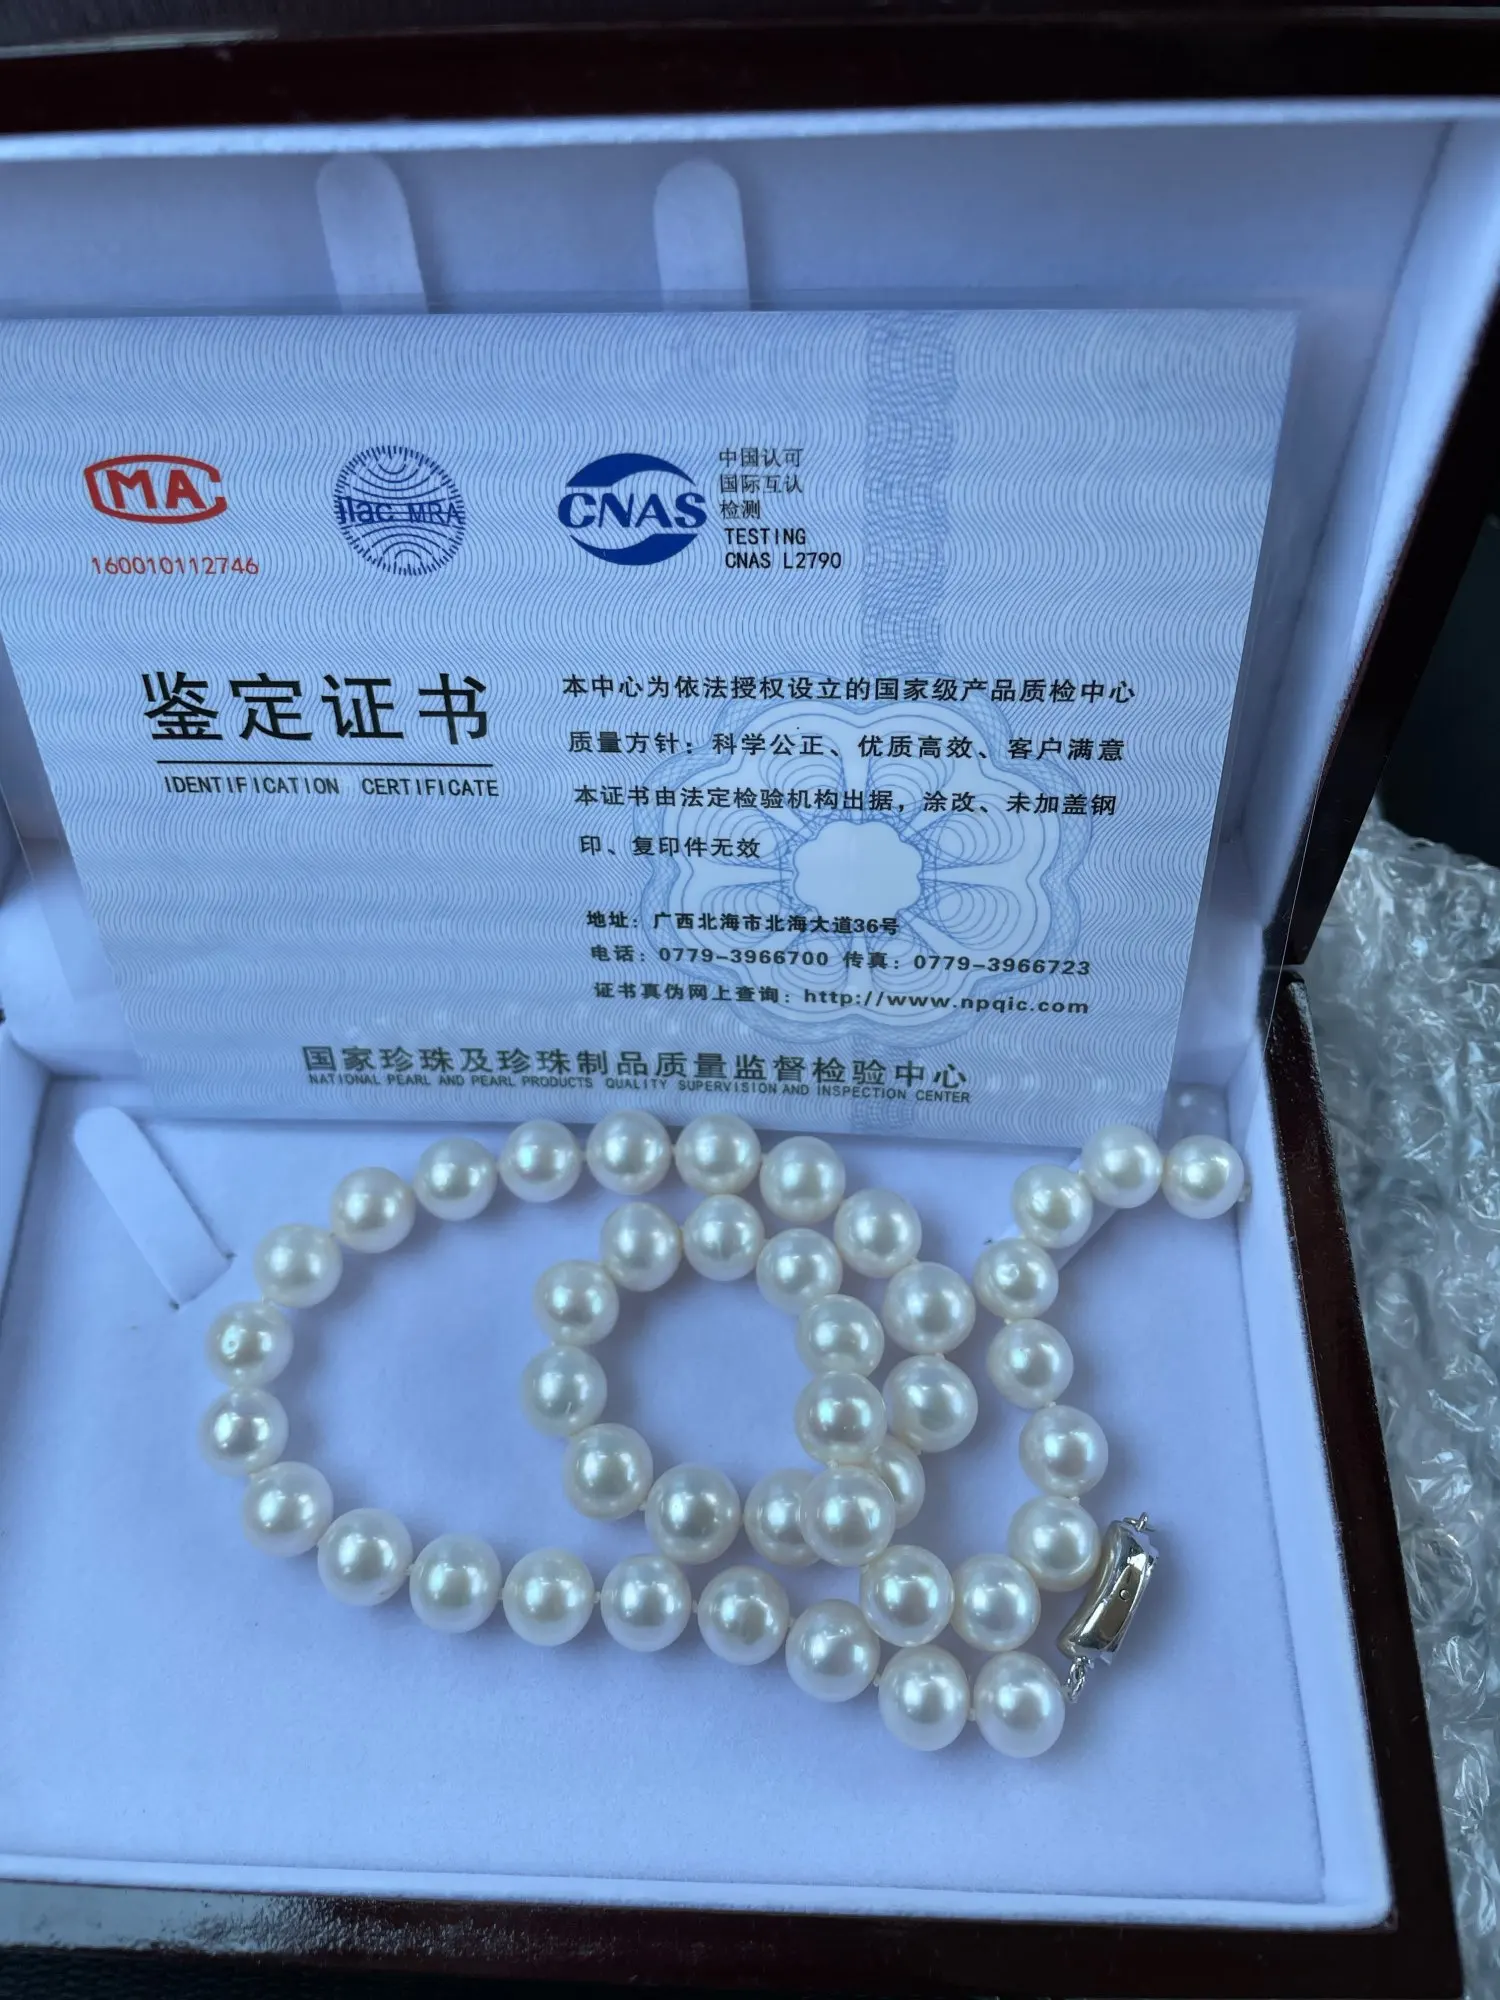 CMA
160010112746
ilac-MRA
CNAS
中国认可
国际互认
检测
TESTING
CNAS L2790
鉴定证书
IDENTIFICATION CERTIFICATE
本中心为依法授权设立的国家级产品质检中心
质量方针：科学公正、优质高效、客户满意
本证书由法定检验机构出据，涂改、未加盖钢
印、复印件无效
地址：广西北海市北海大道36号
电话：0779-3966700 传真：0779-3966723
证书真伪网上查询：http://www.npqic.com
国家珍珠及珍珠制品质量监督检验中心
NATIONAL PEARL AND PEARL PRODUCTS QUALITY SUPERVISION AND INSPECTION CENTER